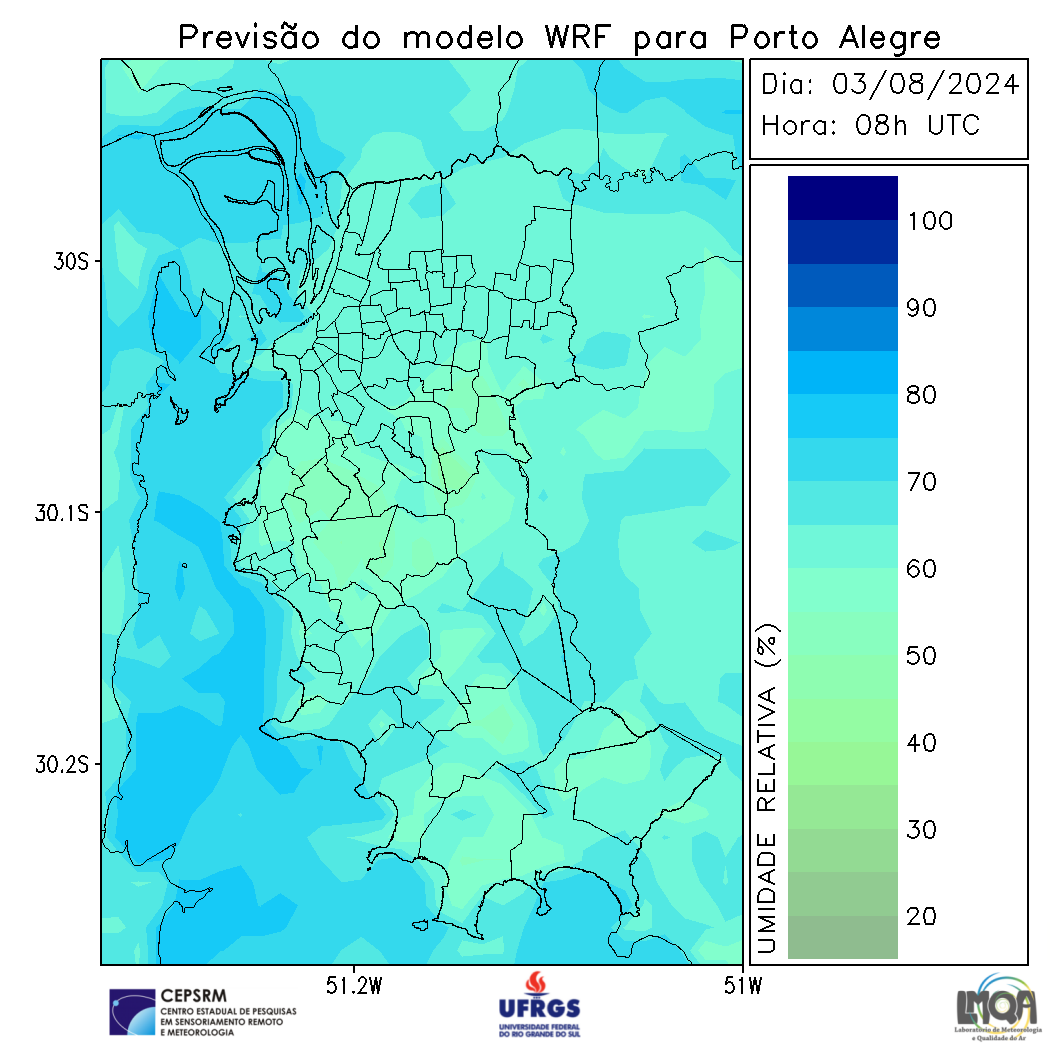 Previsão do modelo WRF para Porto Alegre
Dia: 03/08/2024
Hora: 08h UTC
30S
30.1S
30.2S
51.2W
51W
UMIDADE RELATIVA (%)
100
90
80
70
60
50
40
30
20
CEPSRM
CENTRO ESTADUAL DE PESQUISAS
EM SENSORIAMENTO REMOTO
E METEOROLOGIA
UFRGS
UNIVERSIDADE FEDERAL
DO RIO GRANDE DO SUL
LMQA
Laboratório de Meteorologia
e Qualidade do Ar